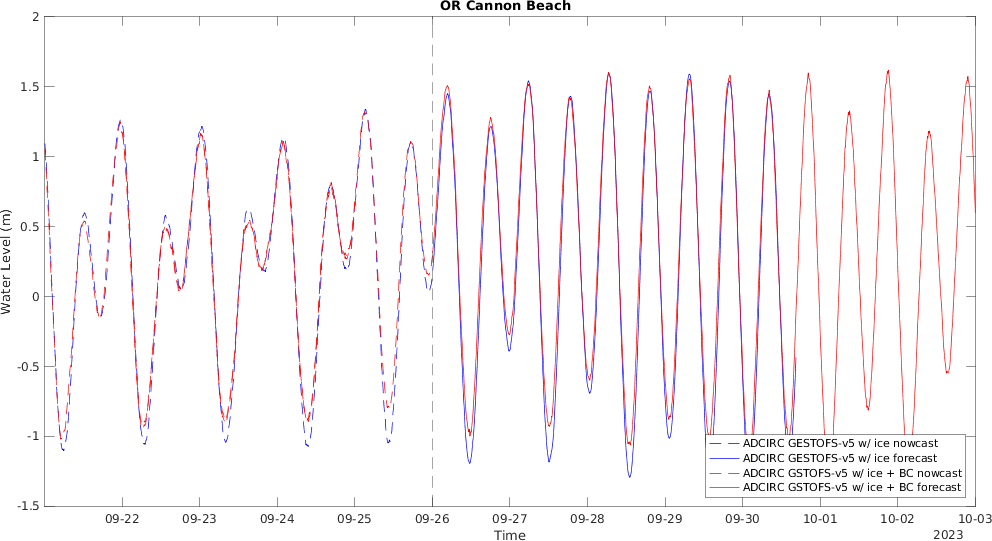 OR Cannon Beach
2
1.5
1
0.5
0
-0.5
-1
-1.5
Water Level (m)
ADCIRC GESTOFS-v5 w/ ice nowcast
ADCIRC GESTOFS-v5 w/ ice forecast
ADCIRC GSTOFS-v5 w/ ice + BC nowcast
ADCIRC GSTOFS-v5 w/ ice + BC forecast
09-22 09-23 09-24 09-25 09-26 09-27 09-28 09-29 09-30 10-01 10-02 10-03
Time
2023